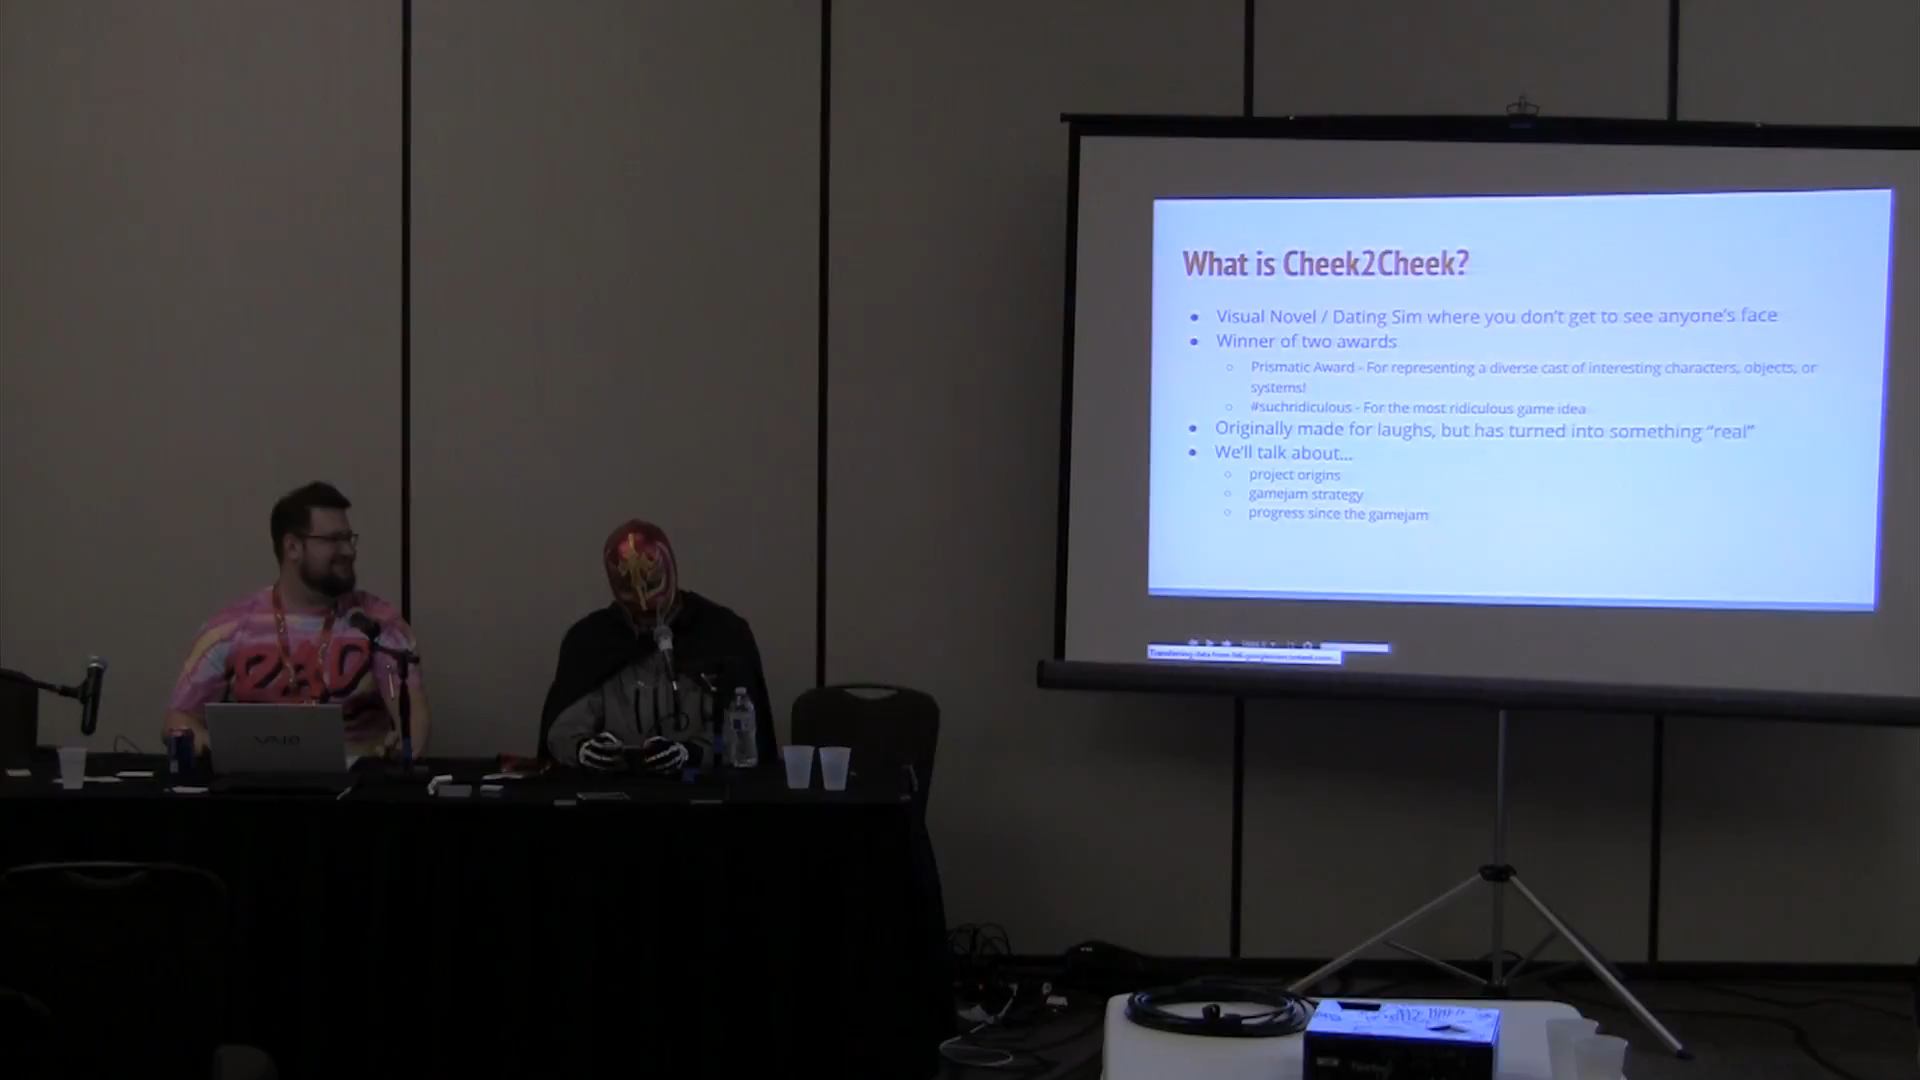 What is Cheek2Cheek?
Visual Novel / Dating Sim where you don't get to see anyone's face
Winner of two awards
Prismatic Award - For representing a diverse cast of interesting characters, objects, or
systems!
#suchridiculous - For the most ridiculous game idea
Originally made for laughs, but has turned into something “real”
We'll talk about...
project origins
gamejam strategy
progress since the gamejam
RAD
VAIO